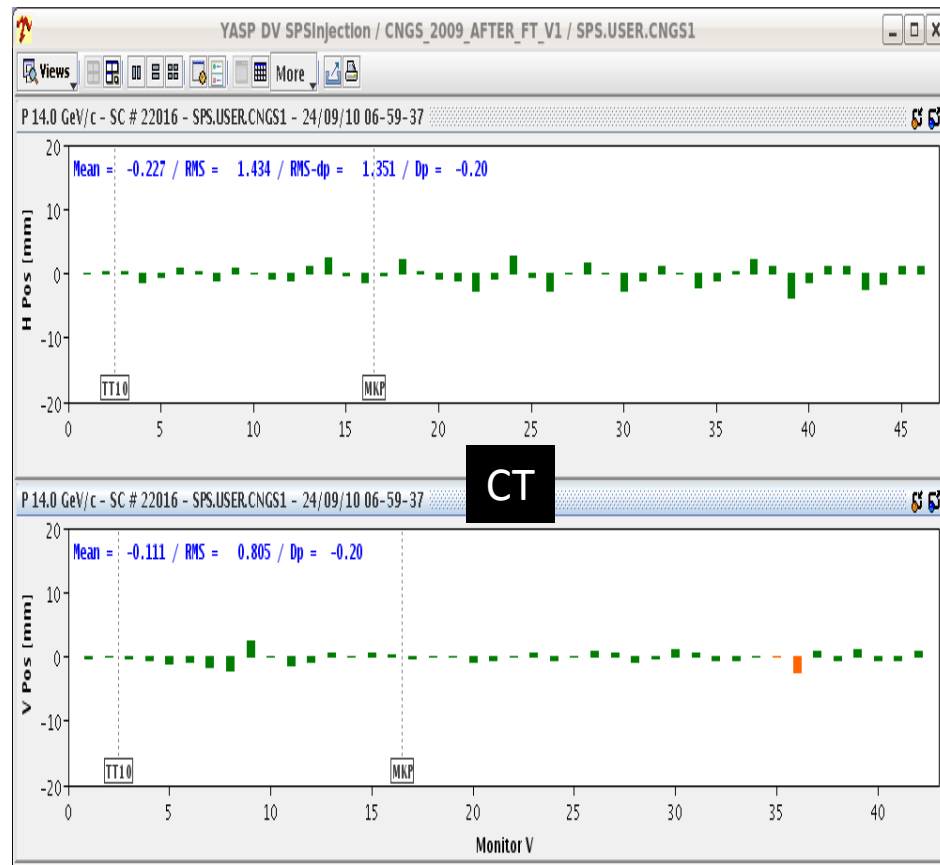 YASP DV SPSInjection / CNGS_2009_AFTER_FT_V1 / SPS.USER.CNGS1
Views More
P 14.0 GeV/c - SC # 22016 - SPS.USER.CNGS1 - 24/09/10 06-59-37
Mean = -0.227 / RMS = 1.434 / RMS-dp = 1.351 / Dp = -0.20
H Pos [mm]
20
10
0
-10
-20
TT10 MKP
0 5 10 15 20 25 30 35 40 45
CT
P 14.0 GeV/c - SC # 22016 - SPS.USER.CNGS1 - 24/09/10 06-59-37
Mean = -0.111 / RMS = 0.805 / Dp = -0.20
V Pos [mm]
20
10
0
-10
-20
TT10 MKP
0 5 10 15 20 25 30 35 40
Monitor V